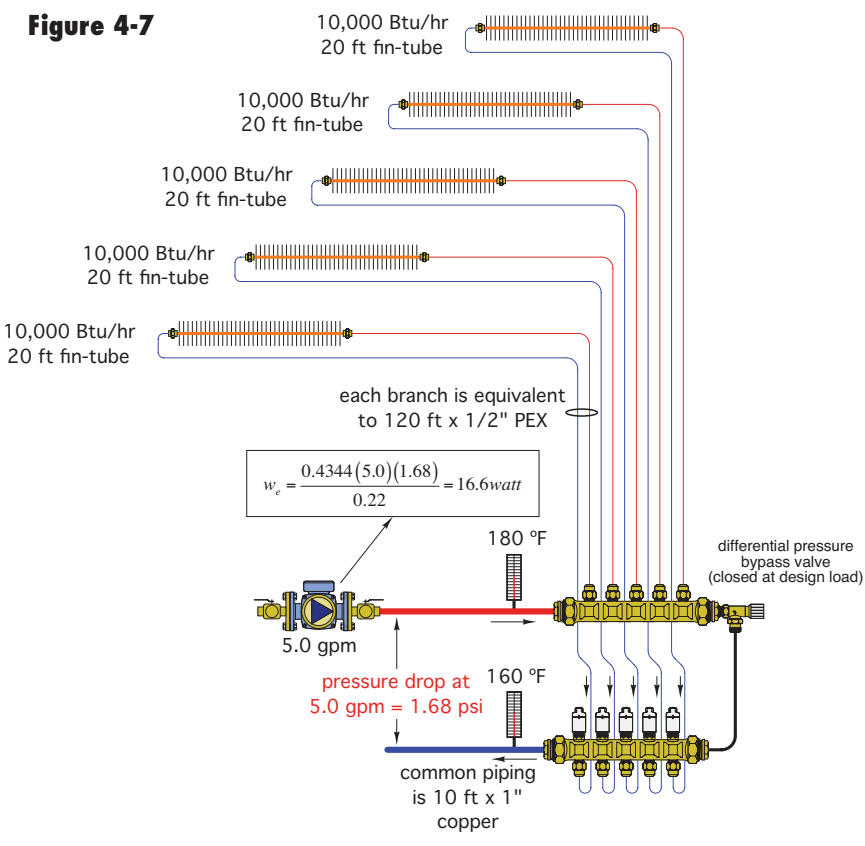 Figure 4-7
10,000 Btu/hr
20 ft fin-tube
10,000 Btu/hr
20 ft fin-tube
10,000 Btu/hr
20 ft fin-tube
10,000 Btu/hr
20 ft fin-tube
10,000 Btu/hr
20 ft fin-tube
each branch is equivalent
to 120 ft x 1/2" PEX
w_e = 0.4344(5.0)(1.68) / 0.22 = 16.6watt
180 ºF
differential pressure
bypass valve
(closed at design load)
5.0 gpm
pressure drop at
5.0 gpm = 1.68 psi
160 ºF
common piping
is 10 ft x 1"
copper